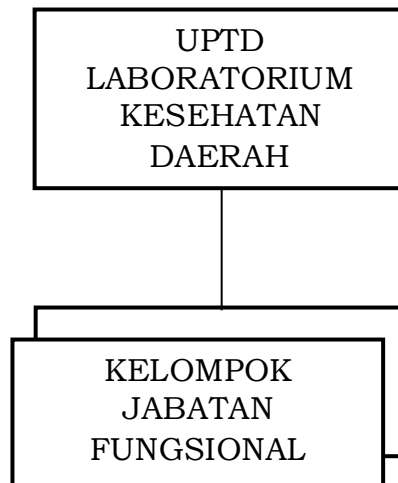 UPTD
LABORATORIUM
KESEHATAN
DAERAH
KELOMPOK
JABATAN
FUNGSIONAL